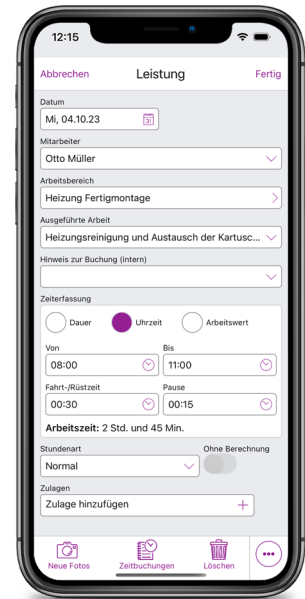 12:15
Abbrechen Leistung Fertig
Datum
Mi, 04.10.23 31
Mitarbeiter
Otto Müller
Arbeitsbereich
Heizung Fertigmontage
Ausgeführte Arbeit
Heizungsreinigung und Austausch der Kartusc...
Hinweis zur Buchung (intern)
Zeiterfassung
Dauer Uhrzeit Arbeitswert
Von Bis
08:00 11:00
Fahrt-/Rüstzeit Pause
00:30 00:15
Arbeitszeit: 2 Std. und 45 Min.
Stundenart Ohne Berechnung
Normal
Zulagen
Zulage hinzufügen
Neue Fotos Zeitbuchungen Löschen